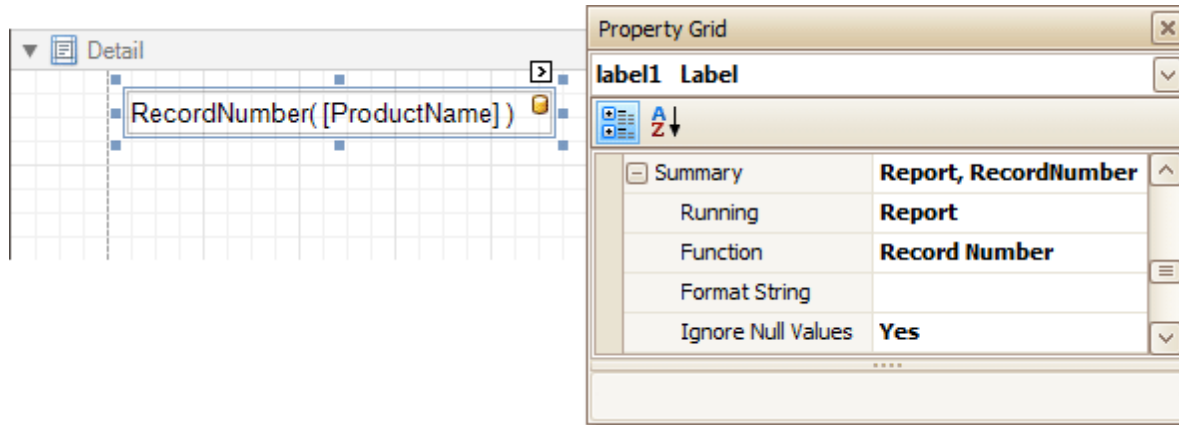 Detail
RecordNumber( [ProductName] )
Property Grid
label1 Label
A
Z
Summary Report, RecordNumber
Running Report
Function Record Number
Format String
Ignore Null Values Yes